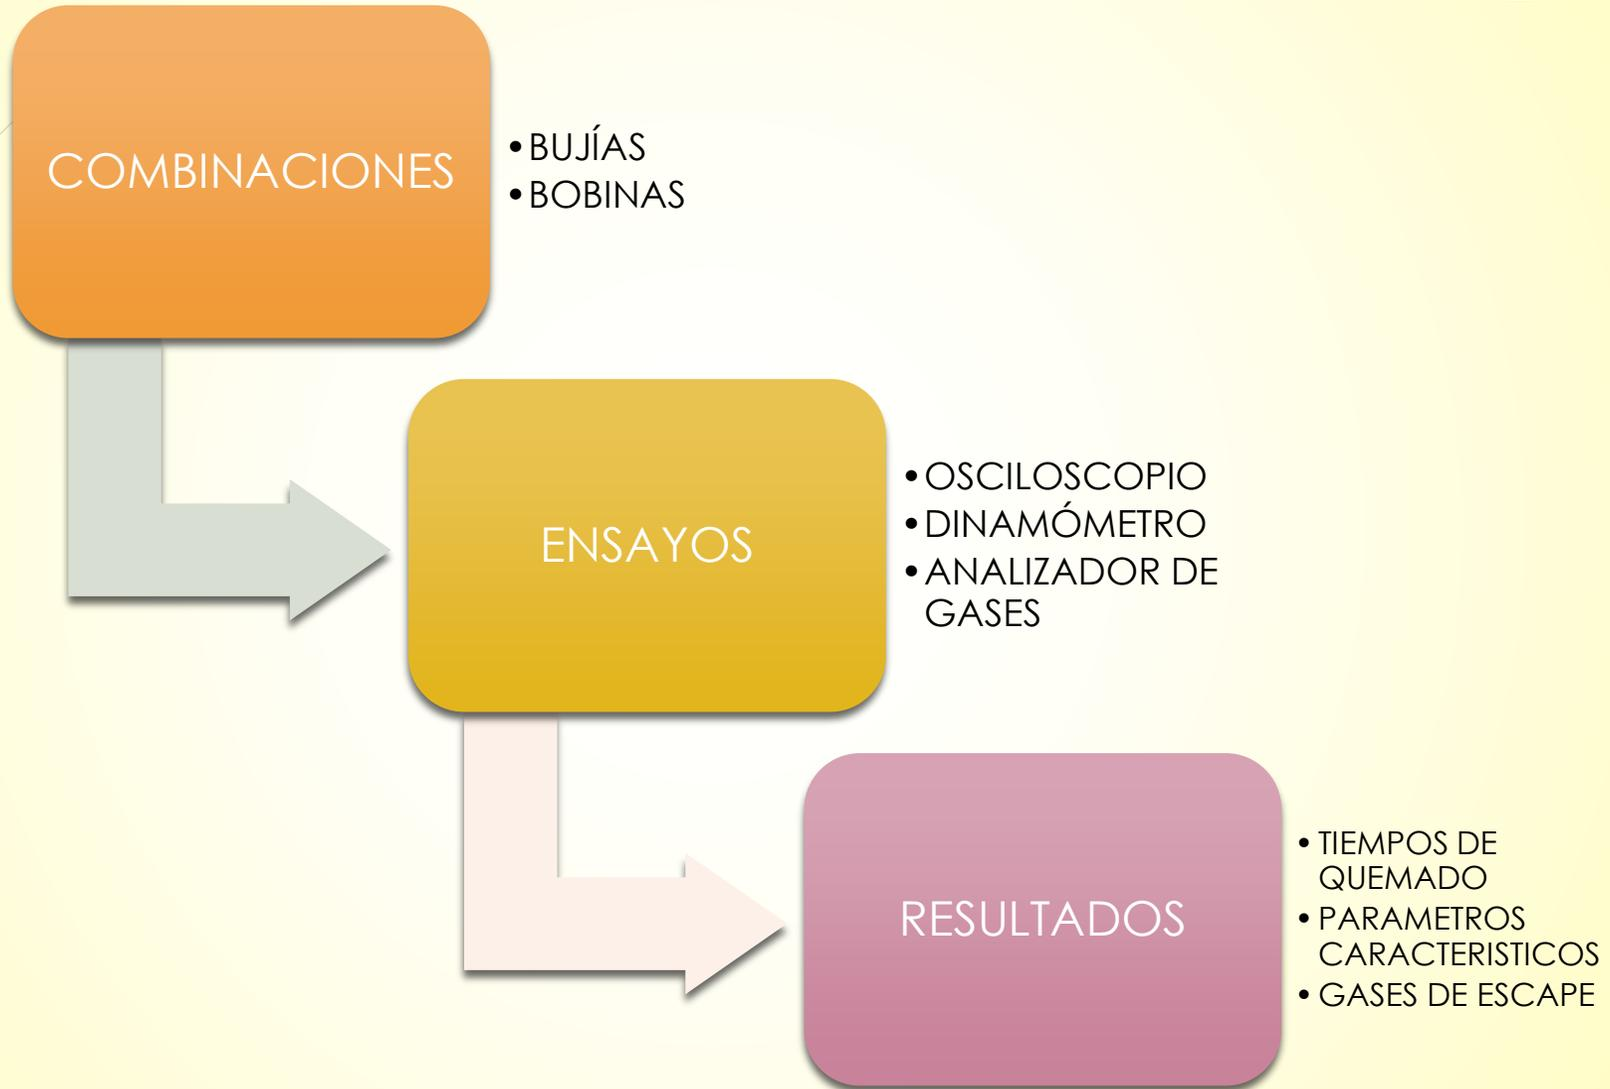 COMBINACIONES
•BUJÍAS
•BOBINAS
ENSAYOS
•OSCILOSCOPIO
•DINAMÓMETRO
•ANALIZADOR DE
GASES
RESULTADOS
•TIEMPOS DE
QUEMADO
•PARAMETROS
CARACTERISTICOS
•GASES DE ESCAPE